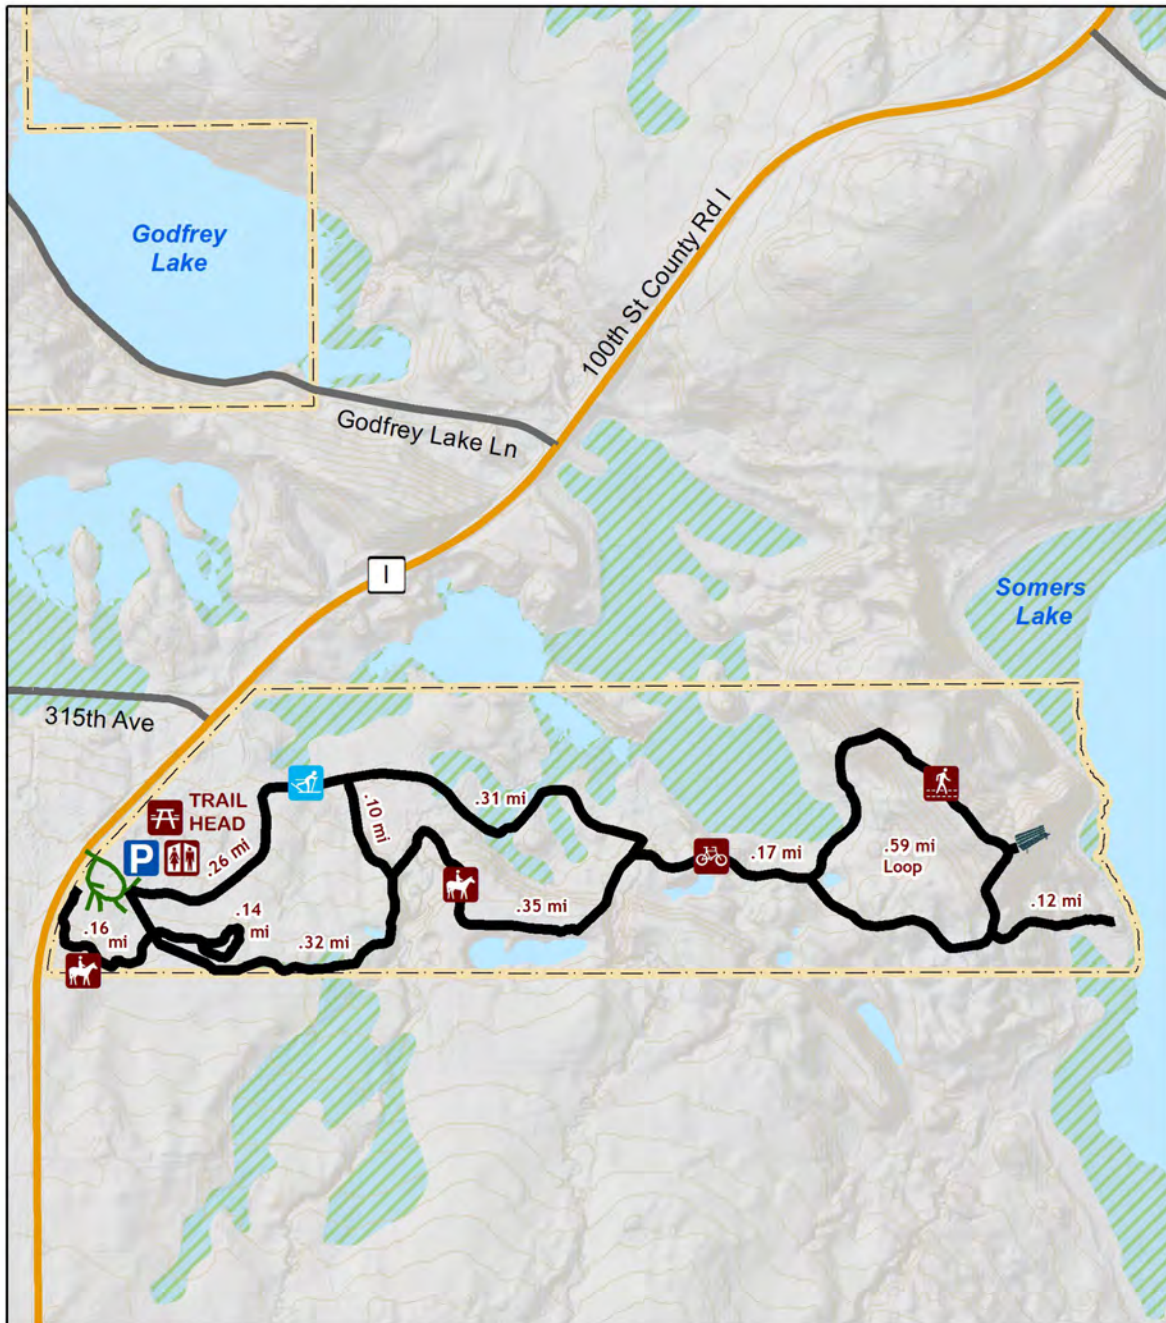 Godfrey
Lake
100th St County Rd I
Godfrey Lake Ln
I
Somers
Lake
315th Ave
TRAIL
HEAD
P
.26 mi
.10 mi
.31 mi
.17 mi
.59 mi
Loop
.12 mi
.16
mi
.14
mi
.32 mi
.35 mi